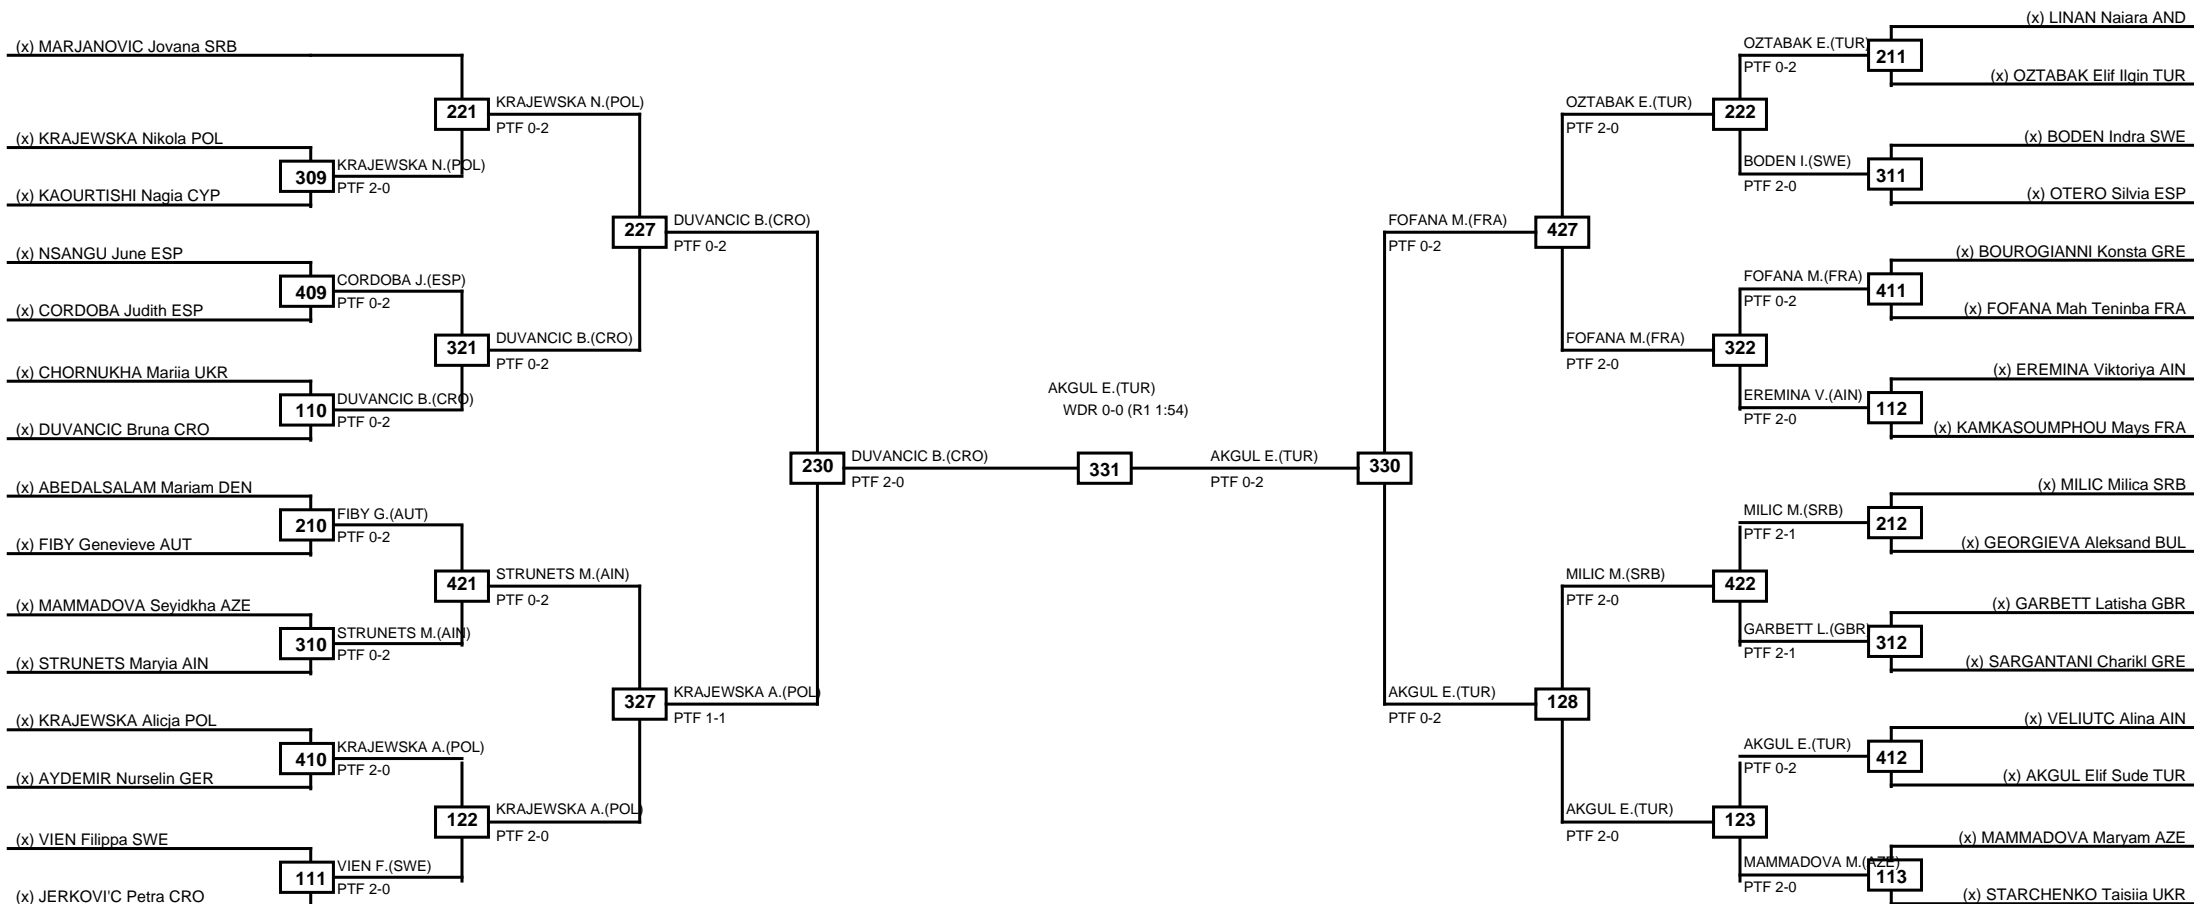 (x) MARJANOVIC Jovana SRB
(x) KRAJEWSKA Nikola POL
(x) KAOURTISHI Nagia CYP
(x) NSANGU June ESP
(x) CORDOBA Judith ESP
(x) CHORNUKHA Mariia UKR
(x) DUVANCIC Bruna CRO
(x) ABEDALSALAM Mariam DEN
(x) FIBY Genevieve AUT
(x) MAMMADOVA Seyidkha AZE
(x) STRUNETS Maryia AIN
(x) KRAJEWSKA Alicja POL
(x) AYDEMIR Nurselin GER
(x) VIEN Filippa SWE
(x) JERKOVI'C Petra CRO
309
KRAJEWSKA N.(POL)
PTF 2-0
409
CORDOBA J.(ESP)
PTF 0-2
110
DUVANCIC B.(CRO)
PTF 0-2
210
FIBY G.(AUT)
PTF 0-2
310
STRUNETS M.(AIN)
PTF 0-2
410
KRAJEWSKA A.(POL)
PTF 2-0
111
VIEN F.(SWE)
PTF 2-0
221
KRAJEWSKA N.(POL)
PTF 0-2
321
DUVANCIC B.(CRO)
PTF 0-2
421
STRUNETS M.(AIN)
PTF 0-2
122
KRAJEWSKA A.(POL)
PTF 2-0
227
DUVANCIC B.(CRO)
PTF 0-2
327
KRAJEWSKA A.(POL)
PTF 1-1
230
DUVANCIC B.(CRO)
PTF 2-0
AKGUL E.(TUR)
WDR 0-0 (R1 1:54)
331
AKGUL E.(TUR)
PTF 0-2
330
FOFANA M.(FRA)
PTF 0-2
427
AKGUL E.(TUR)
PTF 0-2
128
OZTABAK E.(TUR)
PTF 2-0
222
FOFANA M.(FRA)
PTF 2-0
322
MILIC M.(SRB)
PTF 2-0
422
AKGUL E.(TUR)
PTF 2-0
123
OZTABAK E.(TUR)
PTF 0-2
211
BODEN I.(SWE)
PTF 2-0
311
FOFANA M.(FRA)
PTF 0-2
411
EREMINA V.(AIN)
PTF 2-0
112
MILIC M.(SRB)
PTF 2-1
212
GARBETT L.(GBR)
PTF 2-1
312
AKGUL E.(TUR)
PTF 0-2
412
MAMMADOVA M.(AZE)
PTF 2-0
113
(x) LINAN Naiara AND
(x) OZTABAK Elif Ilgin TUR
(x) BODEN Indra SWE
(x) OTERO Silvia ESP
(x) BOUROGIANNI Konsta GRE
(x) FOFANA Mah Teninba FRA
(x) EREMINA Viktoriya AIN
(x) KAMKASOUMPHOU Mays FRA
(x) MILIC Milica SRB
(x) GEORGIEVA Aleksand BUL
(x) GARBETT Latisha GBR
(x) SARGANTANI Charikl GRE
(x) VELIUTC Alina AIN
(x) AKGUL Elif Sude TUR
(x) MAMMADOVA Maryam AZE
(x) STARCHENKO Taisiia UKR